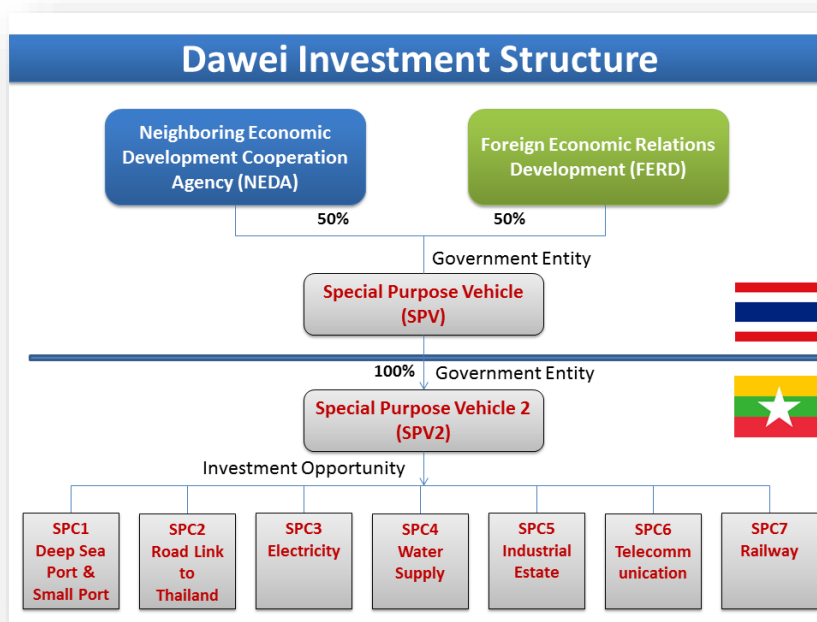 Dawei Investment Structure
Neighboring Economic
Development Cooperation
Agency (NEDA)
Foreign Economic Relations
Development (FERD)
50%
50%
Government Entity
Special Purpose Vehicle
(SPV)
100%
Government Entity
Special Purpose Vehicle 2
(SPV2)
Investment Opportunity
SPC1
Deep Sea
Port &
Small Port
SPC2
Road Link
to
Thailand
SPC3
Electricity
SPC4
Water
Supply
SPC5
Industrial
Estate
SPC6
Telecomm
unication
SPC7
Railway